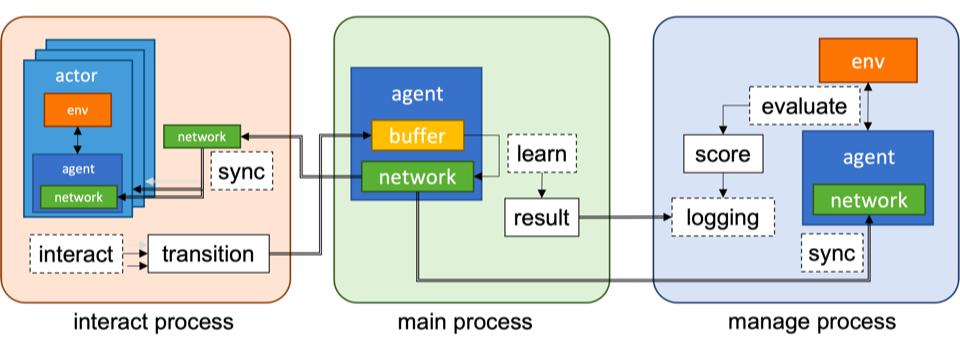 actor
env
agent
network
network
sync
interact
transition
interact process
agent
buffer
network
learn
result
main process
env
evaluate
score
agent
network
logging
sync
manage process